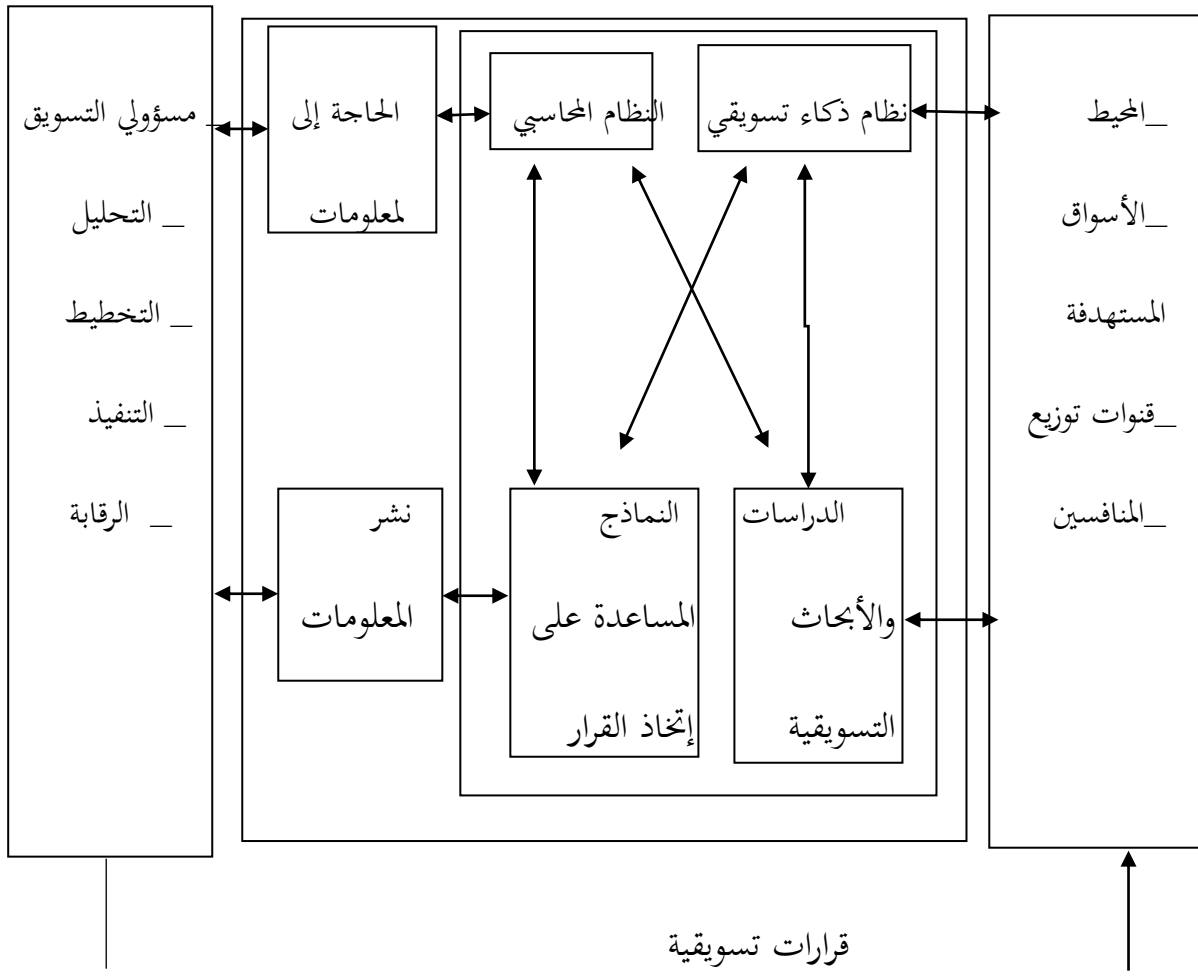 _المحيط
_الأسواق
المستهدفة
_قنوات توزيع
_المنافسين
نظام ذكاء تسويقي
النظام المحاسبي
الدراسات
والأبحاث
التسويقية
النماذج
المساعدة على
إتخاذ القرار
الحاجة إلى
لمعلومات
نشر
المعلومات
_ مسؤولي التسويق
_ التحليل
_ التخطيط
_ التنفيذ
_ الرقابة
قرارات تسويقية